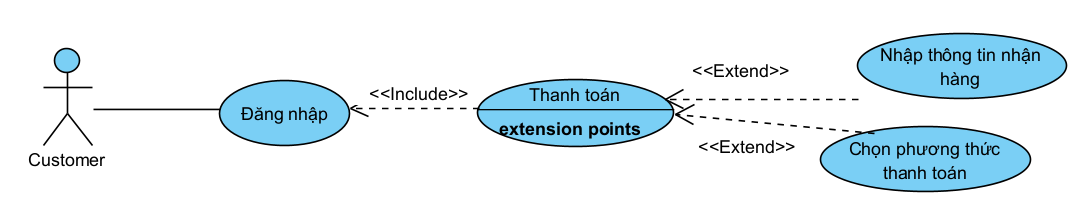 Customer
Đăng nhập
<<Include>>
Thanh toán
extension points
<<Extend>>
<<Extend>>
Nhập thông tin nhận
hàng
Chọn phương thức
thanh toán